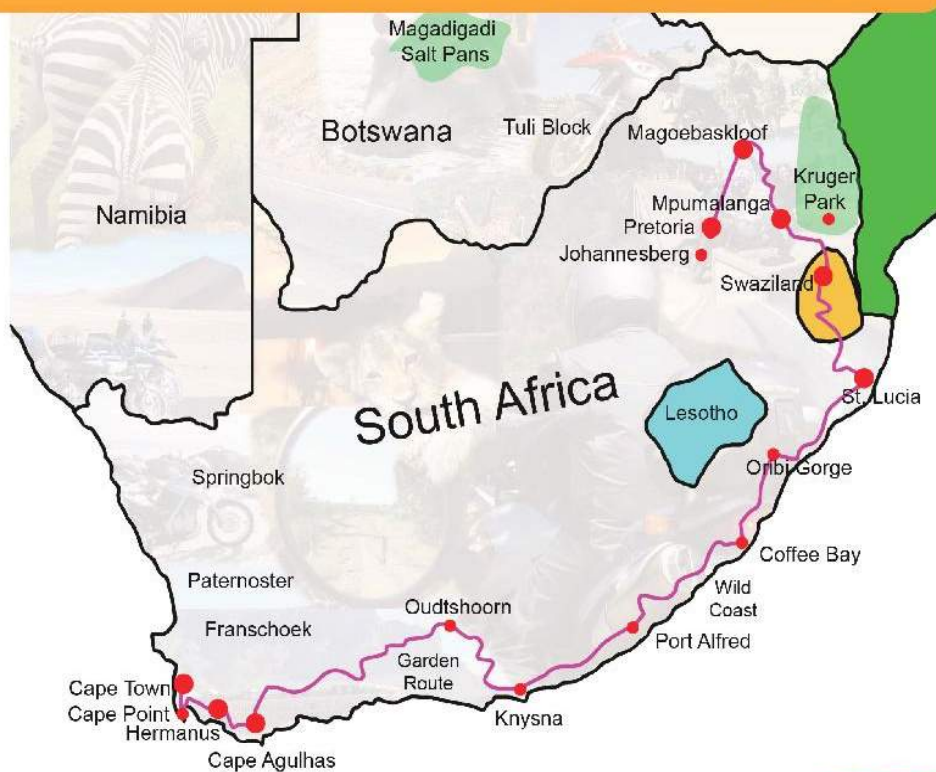 Magadigadi
Salt Pans
Botswana
Tuli Block
Magoebaskloof
Namibia
Kruger
Park
Mpumalanga
Pretoria
Johannesberg
Swaziland
South Africa
Lesotho
St. Lucia
Springbok
Oribi Gorge
Coffee Bay
Paternoster
Wild
Coast
Oudtshoorn
Franschoek
Port Alfred
Garden
Route
Cape Town
Cape Point
Knysna
Hermanus
Cape Agulhas